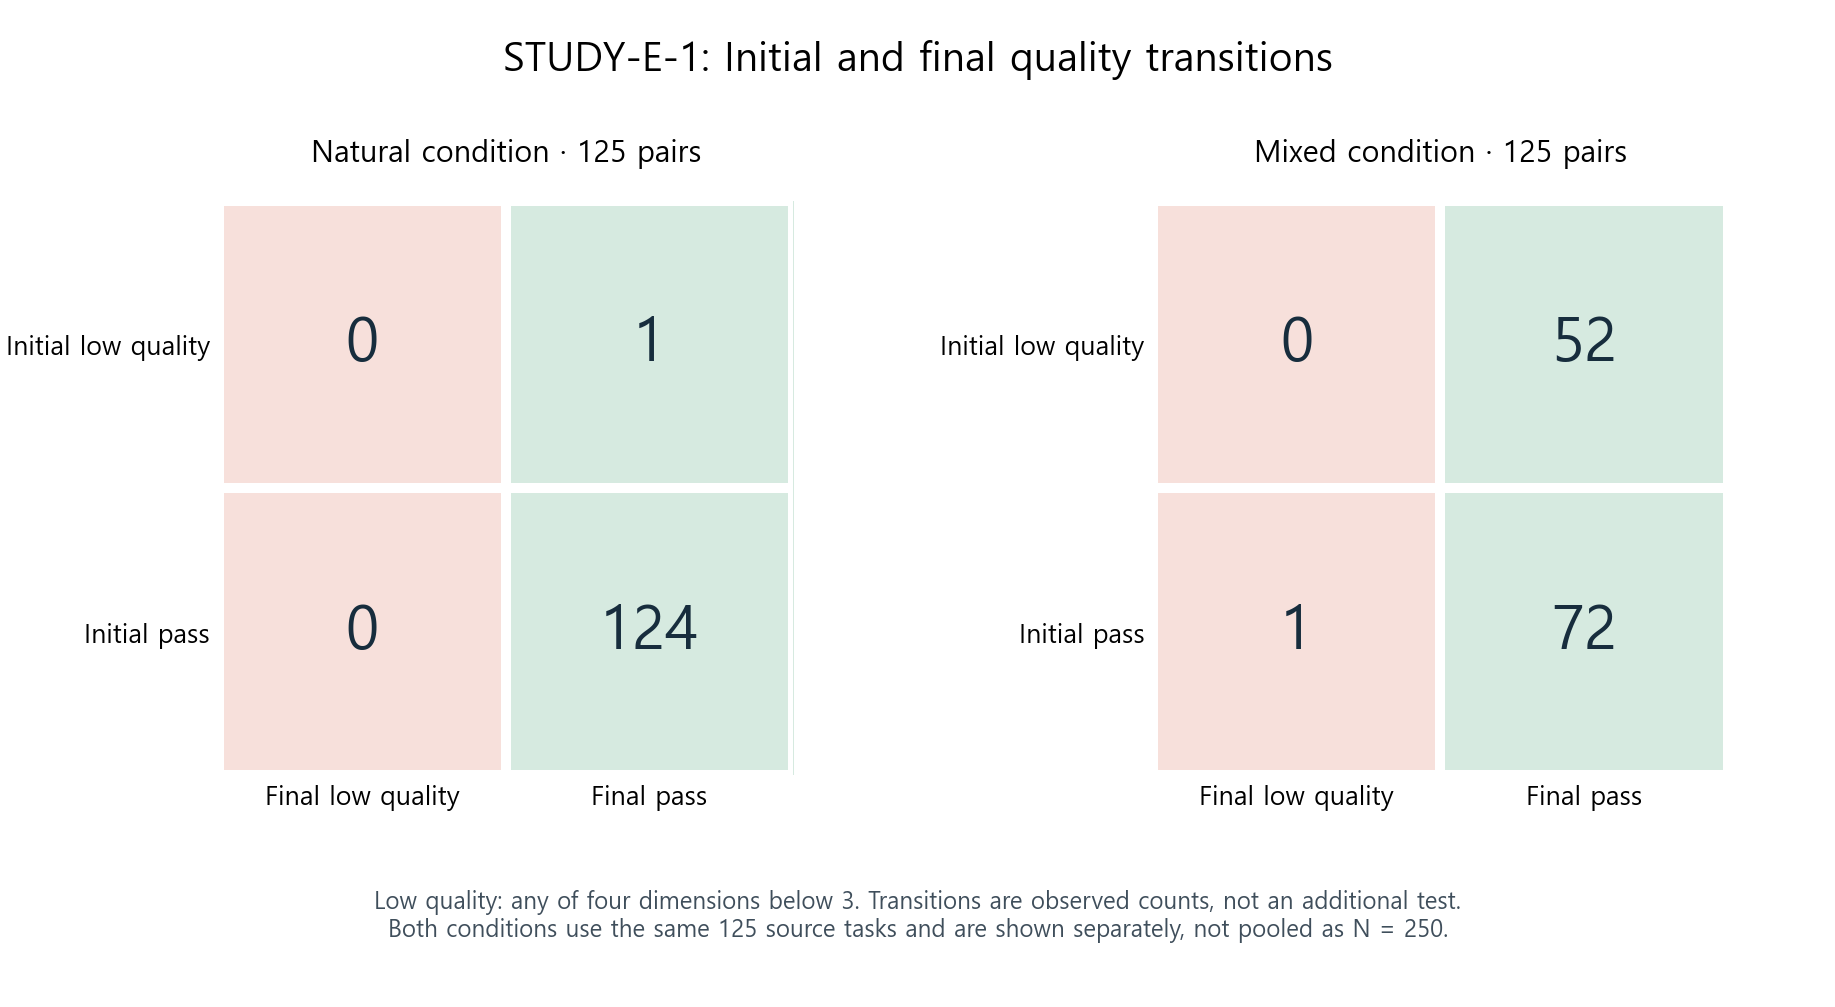 STUDY-E-1: Initial and final quality transitions
Natural condition · 125 pairs
Initial low quality
0
1
Initial pass
0
124
Final low quality
Final pass
Mixed condition · 125 pairs
Initial low quality
0
52
Initial pass
1
72
Final low quality
Final pass
Low quality: any of four dimensions below 3. Transitions are observed counts, not an additional test.
Both conditions use the same 125 source tasks and are shown separately, not pooled as N = 250.